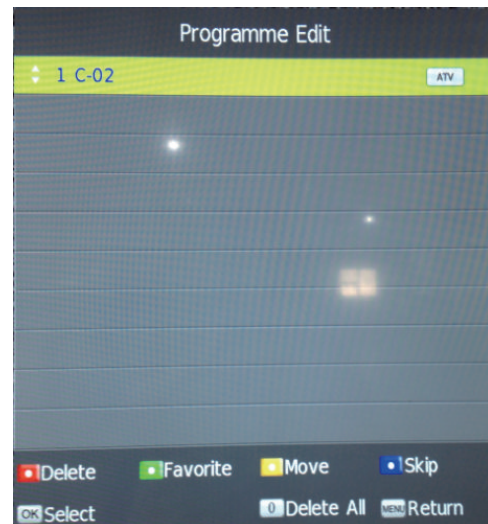 Programme Edit
1 C-02 ATV
Delete Favorite Move Skip
OK Select 0 Delete All MENU Return